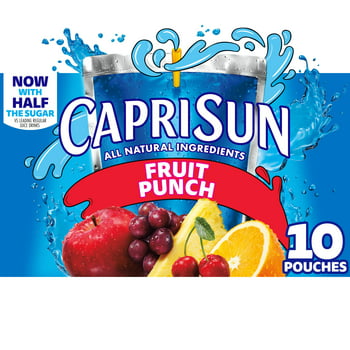 NOW
WITH
HALF
THE SUGAR
VS LEADING REGULAR
JUICE DRINKS
CAPRISUN
ALL NATURAL INGREDIENTS
FRUIT
PUNCH
10
POUCHES